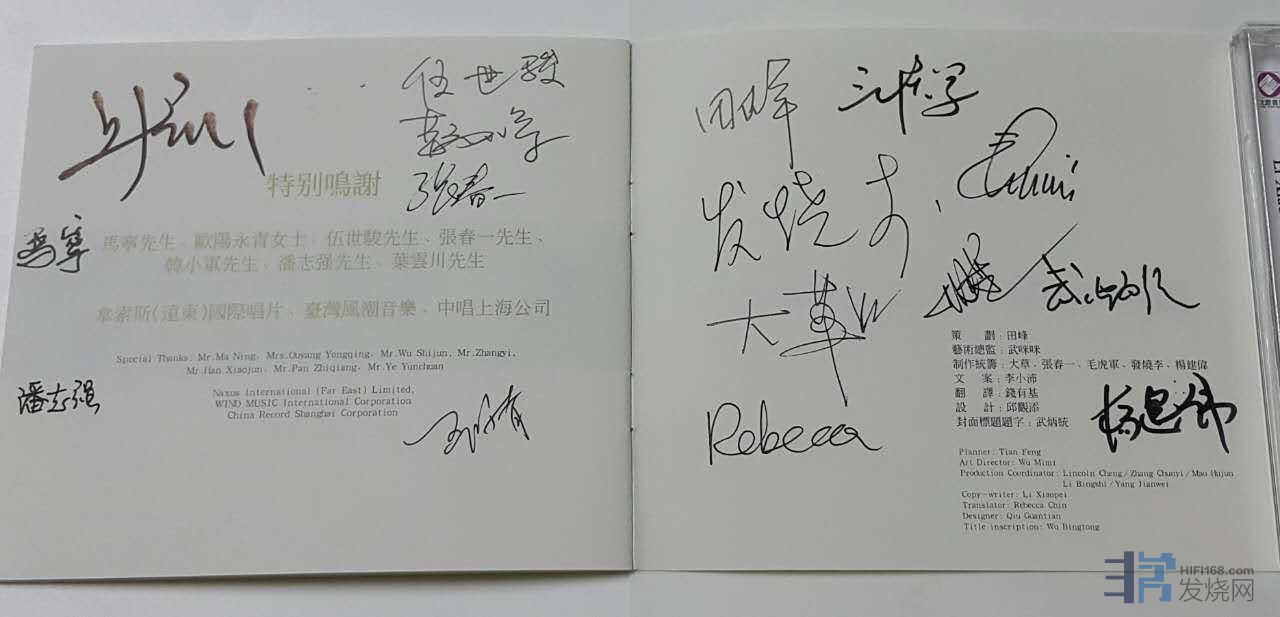 伍世駿
張春一
特别鳴謝
馬寧
馬寧先生、歐陽永青女士、伍世駿先生、張春一先生、
韓小軍先生、潘志强先生、葉雲川先生
拿索斯(遠東)國際唱片、臺灣風潮音樂、中唱上海公司
Special Thanks: Mr.Ma Ning, Mrs.Ouyang Yongqing, Mr.Wu Shijun, Mr.Zhangyi,
Mr.Han Xiaojun, Mr.Pan Zhiqiang, Mr.Ye Yunchuan
潘志强
Naxos International (Far East) Limited,
WIND MUSIC International Corporation
China Record Shanghai Corporation
田峰
发烧李
大草
Rebecca
策劃:田峰
藝術總監:武咪咪
制作統籌:大草、張春一、毛虎軍、發燒李、楊建偉
文案:李小沛
翻譯:錢有基
設計:邱觀添
封面標題題字:武炳統
杨建伟
Planner: Tian Feng
Art Director: Wu Mimi
Production Coordinator: Lincoln Cheng/Zhang Chunyi/Mao Hujun
Li Bingshi/Yang Jianwei
Copy-writer: Li Xiaopei
Translator: Rebecca Chin
Designer: Qiu Guantian
Title inscription: Wu Bingtong
HIFI168.com
发烧网